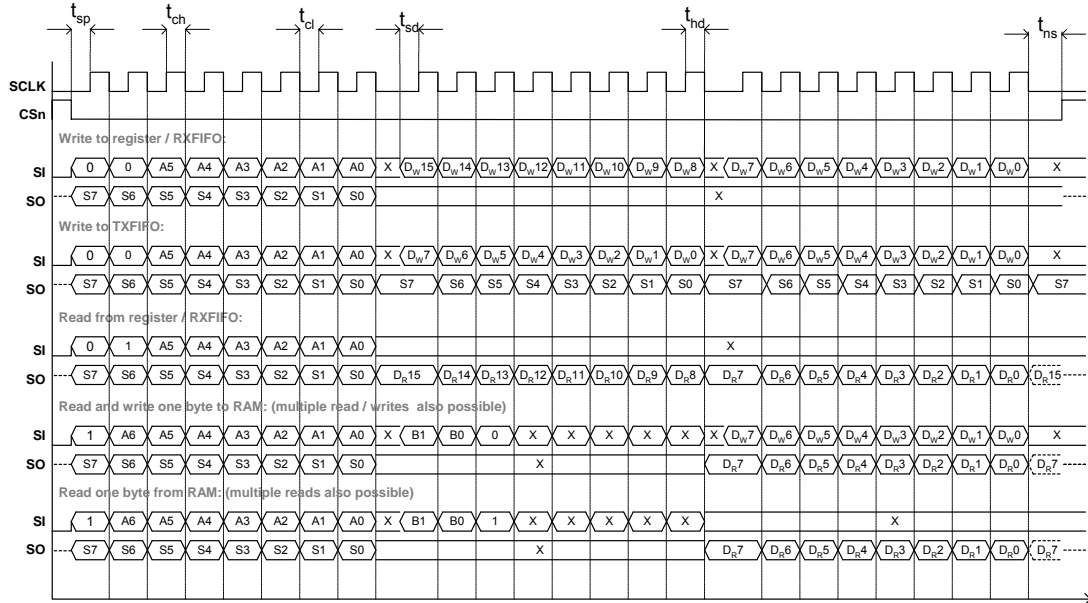 tsp tch tcl tsd thd tns
SCLK
CSn
Write to register / RXFIFO:
SI 0 0 A5 A4 A3 A2 A1 A0 X DW15 DW14 DW13 DW12 DW11 DW10 DW9 DW8 X DW7 DW6 DW5 DW4 DW3 DW2 DW1 DW0 X
SO S7 S6 S5 S4 S3 S2 S1 S0 X
Write to TXFIFO:
SI 0 0 A5 A4 A3 A2 A1 A0 X DW7 DW6 DW5 DW4 DW3 DW2 DW1 DW0 X DW7 DW6 DW5 DW4 DW3 DW2 DW1 DW0 X
SO S7 S6 S5 S4 S3 S2 S1 S0 S7 S6 S5 S4 S3 S2 S1 S0 S7 S6 S5 S4 S3 S2 S1 S0 S7
Read from register / RXFIFO:
SI 0 1 A5 A4 A3 A2 A1 A0 X
SO S7 S6 S5 S4 S3 S2 S1 S0 DR15 DR14 DR13 DR12 DR11 DR10 DR9 DR8 DR7 DR6 DR5 DR4 DR3 DR2 DR1 DR0 DR15
Read and write one byte to RAM: (multiple read / writes also possible)
SI 1 A6 A5 A4 A3 A2 A1 A0 X B1 B0 0 X X X X X X DW7 DW6 DW5 DW4 DW3 DW2 DW1 DW0 X
SO S7 S6 S5 S4 S3 S2 S1 S0 X DR7 DR6 DR5 DR4 DR3 DR2 DR1 DR0 DR7
Read one byte from RAM: (multiple reads also possible)
SI 1 A6 A5 A4 A3 A2 A1 A0 X B1 B0 1 X X X X X X
SO S7 S6 S5 S4 S3 S2 S1 S0 X DR7 DR6 DR5 DR4 DR3 DR2 DR1 DR0 DR7